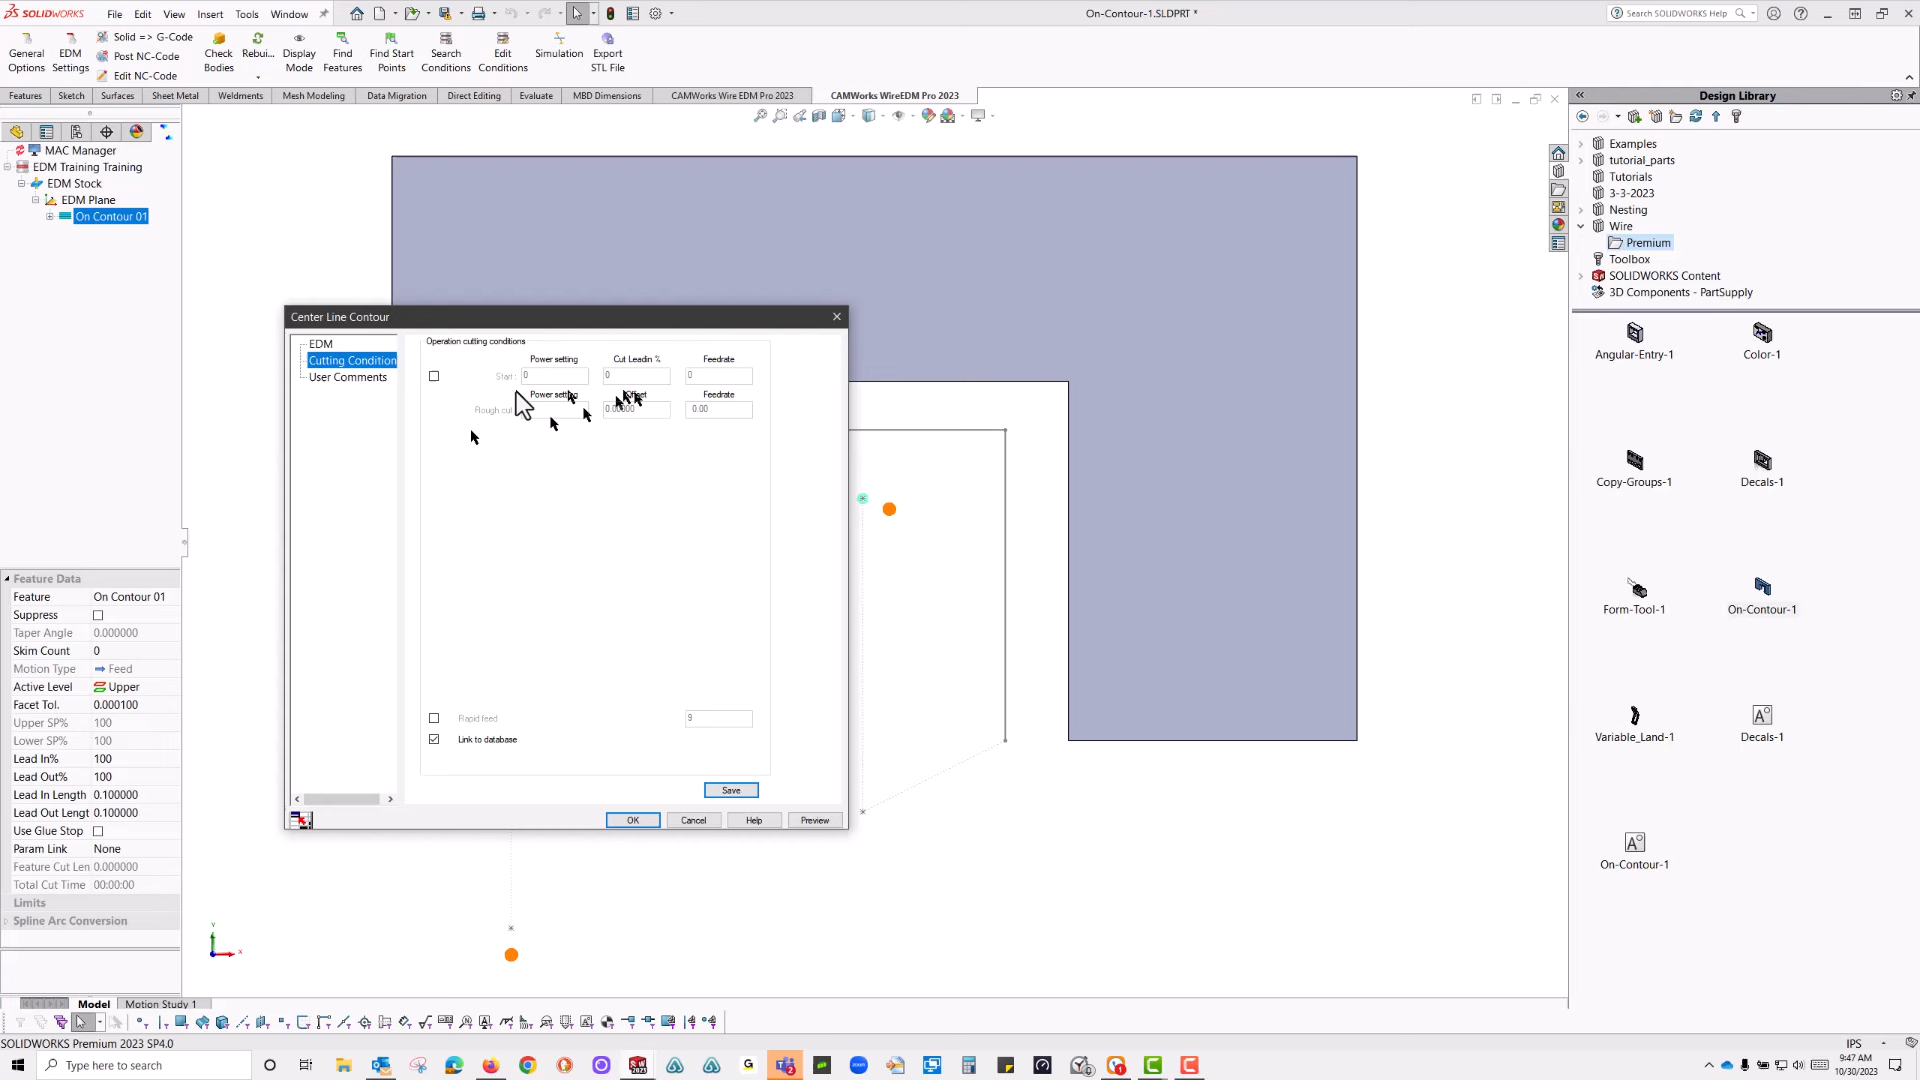 SOLIDWORKS File Edit View Insert Tools Window On-Contour-1.SLDPRT * Search SOLIDWORKS Help
General Options
EDM Settings
Solid => G-Code
Post NC-Code
Edit NC-Code
Check Bodies
Rebui...
Display Mode
Find Features
Find Start Points
Search Conditions
Edit Conditions
Simulation
Export STL File
Features Sketch Surfaces Sheet Metal Weldments Mesh Modeling Data Migration Direct Editing Evaluate MBD Dimensions CAMWorks Wire EDM Pro 2023 CAMWorks WireEDM Pro 2023
MAC Manager
EDM Training Training
EDM Stock
EDM Plane
On Contour 01
Center Line Contour
EDM
Cutting Condition
User Comments
Operation cutting conditions
Power setting Cut Leadin % Feedrate
Start : 0 0 0
Power setting Feedrate
Rough cut 0.00
Rapid feed 9
Link to database
Save
OK Cancel Help Preview
Feature Data
Feature On Contour 01
Suppress
Taper Angle 0.000000
Skim Count 0
Motion Type Feed
Active Level Upper
Facet Tol. 0.000100
Upper SP% 100
Lower SP% 100
Lead In% 100
Lead Out% 100
Lead In Length 0.100000
Lead Out Lengt 0.100000
Use Glue Stop
Param Link None
Feature Cut Len 0.000000
Total Cut Time 00:00:00
Limits
Spline Arc Conversion
Y
X
Design Library
Examples
tutorial_parts
Tutorials
3-3-2023
Nesting
Wire
Premium
Toolbox
SOLIDWORKS Content
3D Components - PartSupply
Angular-Entry-1 Color-1
Copy-Groups-1 Decals-1
Form-Tool-1 On-Contour-1
Variable_Land-1 Decals-1
On-Contour-1
Model Motion Study 1
SOLIDWORKS Premium 2023 SP4.0 IPS
Type here to search
9:47 AM
10/30/2023